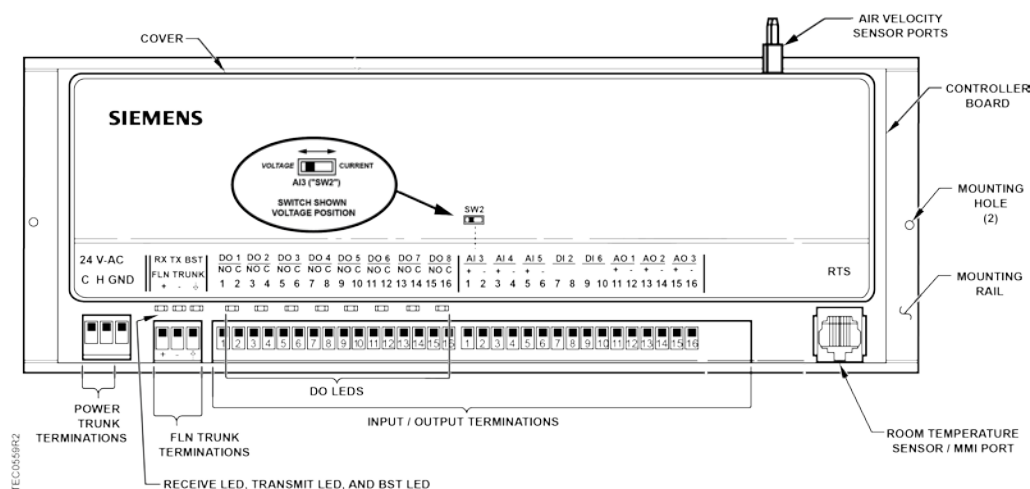 AIR VELOCITY
SENSOR PORTS
COVER
CONTROLLER
BOARD
SIEMENS
VOLTAGE
CURRENT
AI3 ("SW2")
SWITCH SHOWN
VOLTAGE POSITION
SW2
MOUNTING
HOLE
(2)
24 V-AC
C H GND
RX TX BST
FLN TRUNK
+ - ⏚
DO 1 DO 2 DO 3 DO 4 DO 5 DO 6 DO 7 DO 8
NO C NO C NO C NO C NO C NO C NO C NO C
1 2 3 4 5 6 7 8 9 10 11 12 13 14 15 16
AI 3 AI 4 AI 5 DI 2 DI 6 AO 1 AO 2 AO 3
+ - + - + - + - + - + -
1 2 3 4 5 6 7 8 9 10 11 12 13 14 15 16
RTS
MOUNTING
RAIL
+ - ⏚
1 2 3 4 5 6 7 8 9 10 11 12 13 14 15 16
1 2 3 4 5 6 7 8 9 10 11 12 13 14 15 16
DO LEDS
POWER
TRUNK
TERMINATIONS
FLN TRUNK
TERMINATIONS
INPUT / OUTPUT TERMINATIONS
ROOM TEMPERATURE
SENSOR / MMI PORT
TEC0559R2
RECEIVE LED, TRANSMIT LED, AND BST LED